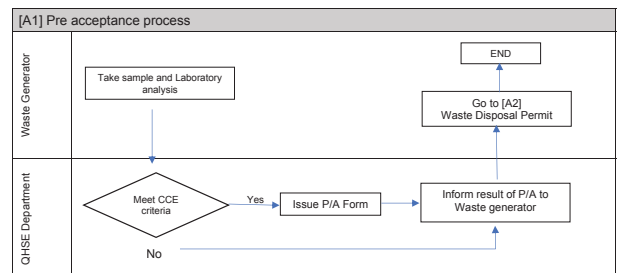 [A1] Pre acceptance process
Waste Generator
Take sample and Laboratory
analysis
END
Go to [A2]
Waste Disposal Permit
QHSE Department
Meet CCE
criteria
Yes
Issue P/A Form
Inform result of P/A to
Waste generator
No